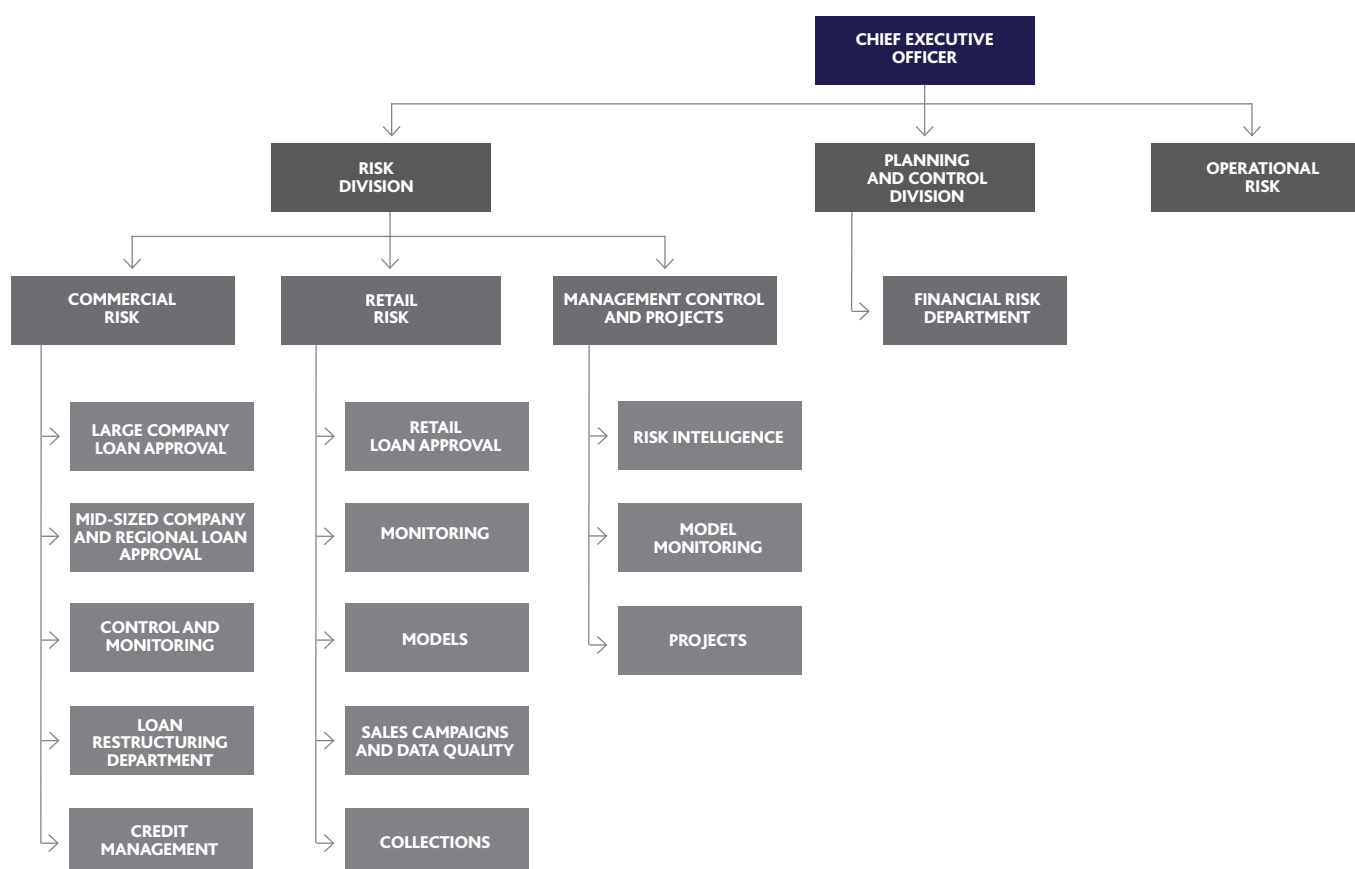 CHIEF EXECUTIVE
OFFICER
RISK
DIVISION
PLANNING
AND CONTROL
DIVISION
OPERATIONAL
RISK
COMMERCIAL
RISK
RETAIL
RISK
MANAGEMENT CONTROL
AND PROJECTS
FINANCIAL RISK
DEPARTMENT
LARGE COMPANY
LOAN APPROVAL
MID-SIZED COMPANY
AND REGIONAL LOAN
APPROVAL
CONTROL AND
MONITORING
LOAN
RESTRUCTURING
DEPARTMENT
CREDIT
MANAGEMENT
RETAIL
LOAN APPROVAL
MONITORING
MODELS
SALES CAMPAIGNS
AND DATA QUALITY
COLLECTIONS
RISK INTELLIGENCE
MODEL
MONITORING
PROJECTS